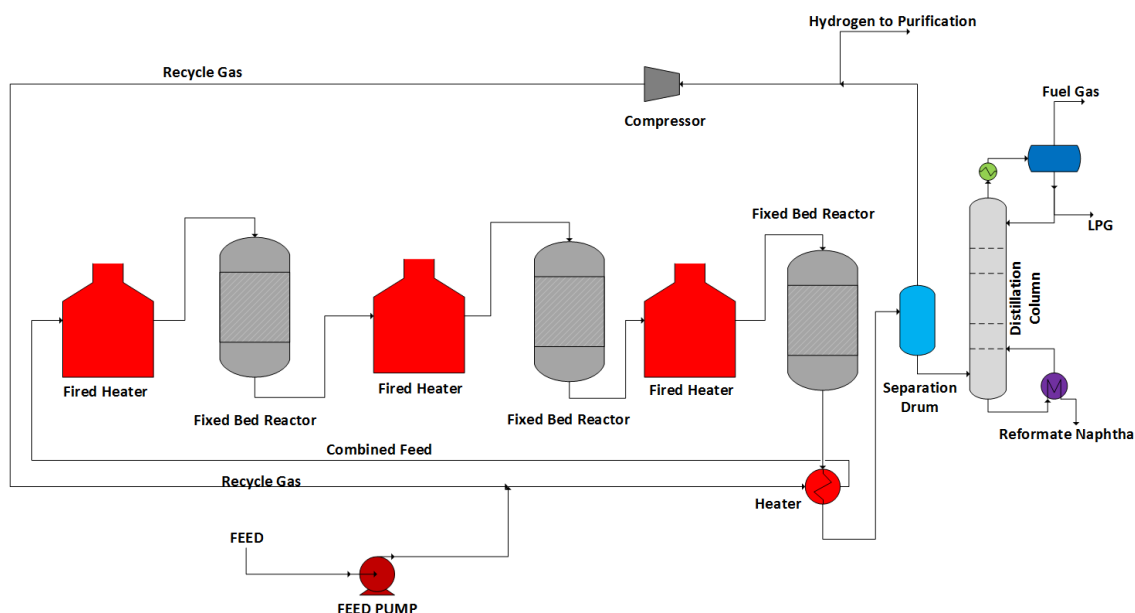 Hydrogen to Purification
Recycle Gas
Compressor
Fuel Gas
LPG
Fixed Bed Reactor
Distillation
Column
Fired Heater
Fired Heater
Fired Heater
Fixed Bed Reactor
Fixed Bed Reactor
Separation
Drum
Reformate Naphtha
Combined Feed
Recycle Gas
Heater
FEED
FEED PUMP